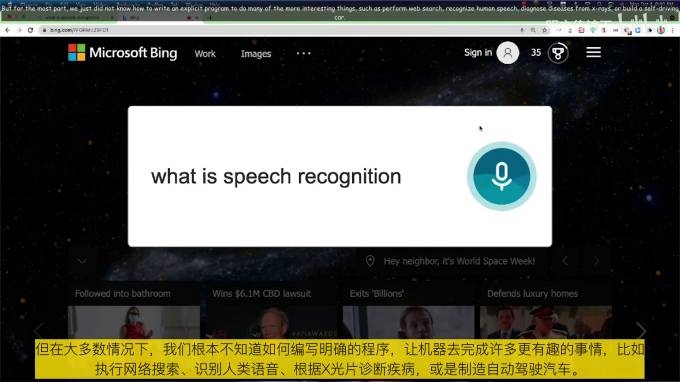 But for the most part, we just did not know how to write an explicit program to do many of the more interesting things, such as perform web search, recognize human speech, diagnose diseases from x-rays, or build a self-driving
car.
Bing
bing.com/?FORM=Z9FD1
Microsoft Bing
Work
Images
Sign in
35
what is speech recognition
Hey neighbor, it's World Space Week!
Followed into bathroom
Wins $6.1M CBD lawsuit
Exits 'Billions'
Defends luxury homes
但在大多数情况下，我们根本不知道如何编写明确的程序，让机器去完成许多更有趣的事情，比如
执行网络搜索、识别人类语音、根据X光片诊断疾病，或是制造自动驾驶汽车。